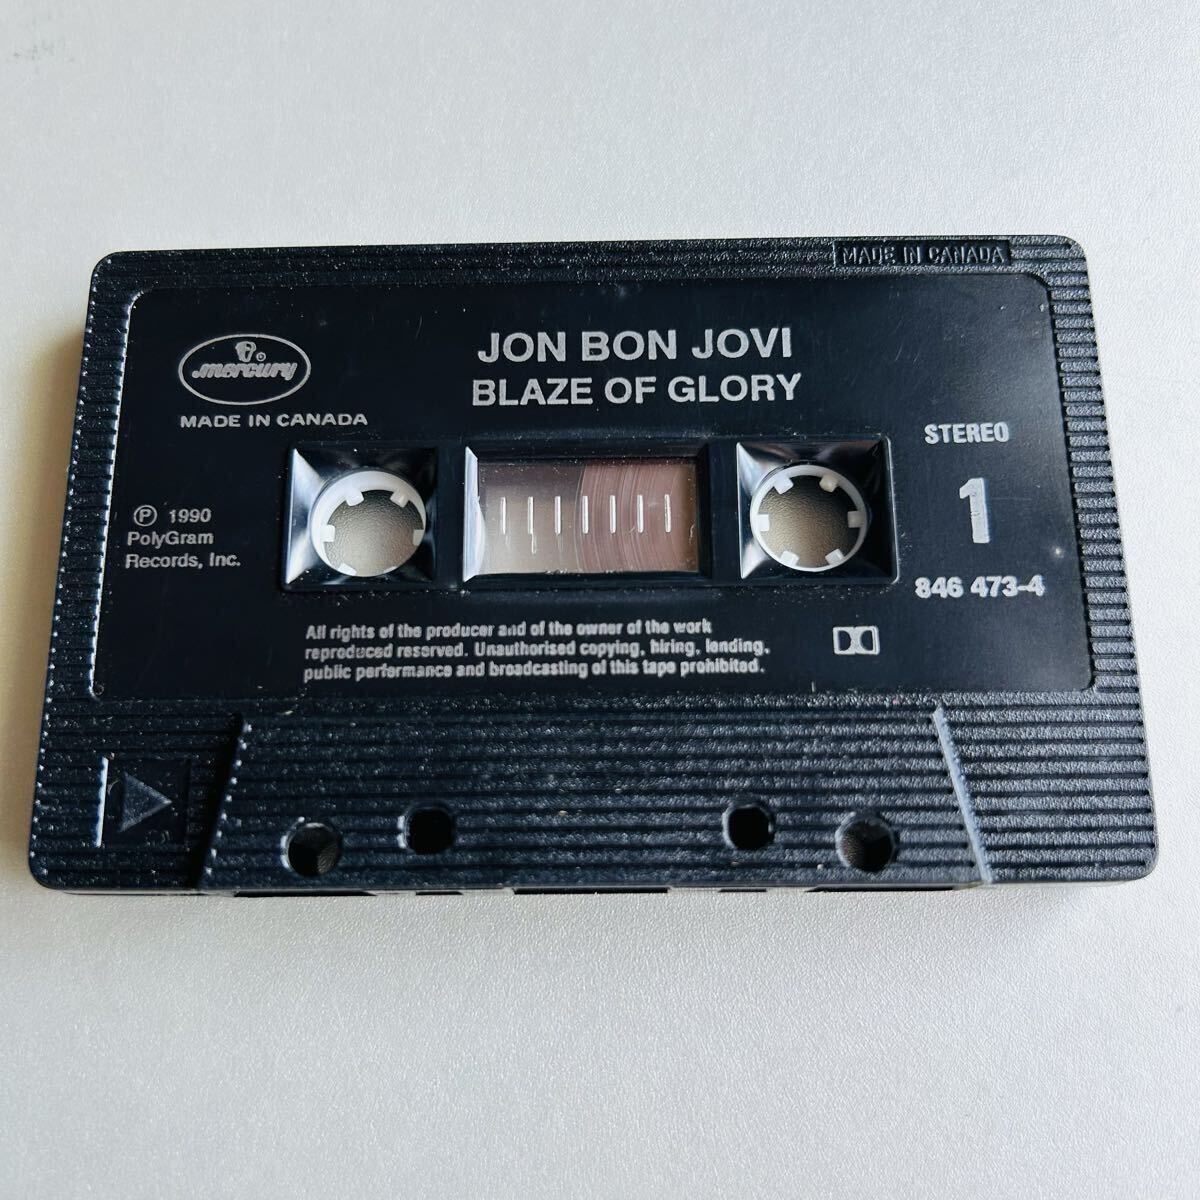 MADE IN CANADA
mercury
®
MADE IN CANADA
JON BON JOVI
BLAZE OF GLORY
STEREO
1
846 473-4
℗ 1990
PolyGram
Records, Inc.
All rights of the producer and of the owner of the work
reproduced reserved. Unauthorised copying, hiring, lending,
public performance and broadcasting of this tape prohibited.